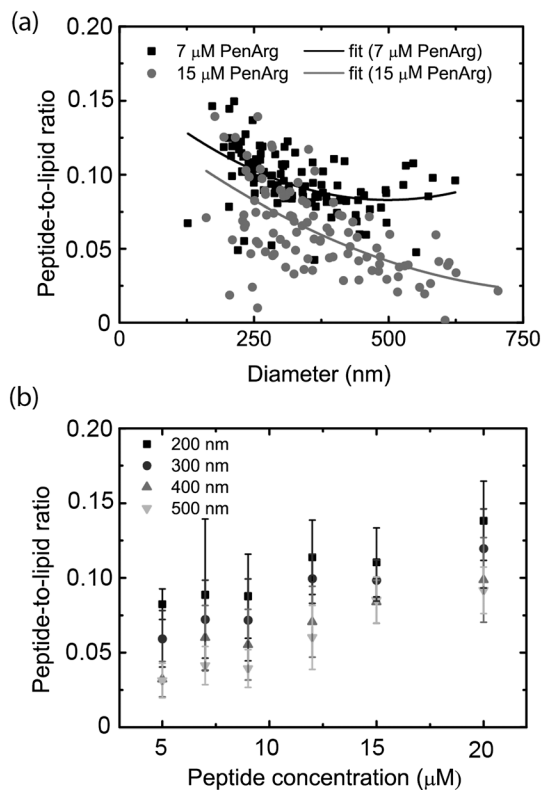 (a)
7 μM PenArg
fit (7 μM PenArg)
15 μM PenArg
fit (15 μM PenArg)
Peptide-to-lipid ratio
0.20
0.15
0.10
0.05
0
0
250
500
750
Diameter (nm)
(b)
200 nm
300 nm
400 nm
500 nm
Peptide-to-lipid ratio
0.20
0.15
0.10
0.05
0
5
10
15
20
Peptide concentration (μM)